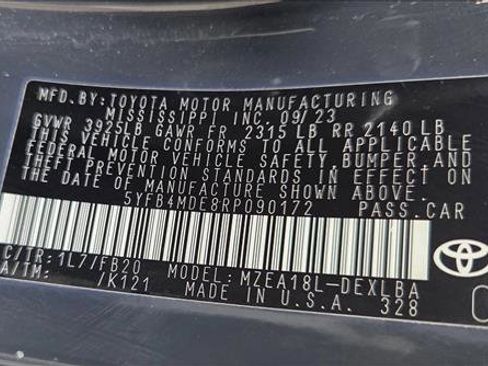 MFD.BY:TOYOTA MOTOR MANUFACTURING
MISSISSIPPI INC. 09/23
GVWR 3925LB GAWR FR 2315 LB RR 2140 LB
THIS VEHICLE CONFORMS TO ALL APPLICABLE
FEDERAL MOTOR VEHICLE SAFETY,BUMPER,AND
THEFT PREVENTION STANDARDS IN EFFECT ON
THE DATE OF MANUFACTURE SHOWN ABOVE.
5YFB4MDE8RP090172 PASS.CAR
C/TR:1L7/FB20 MODEL:MZEA18L-DEXLBA
A/TM: /K121 MADE IN U.S.A. 328
TOYOTA